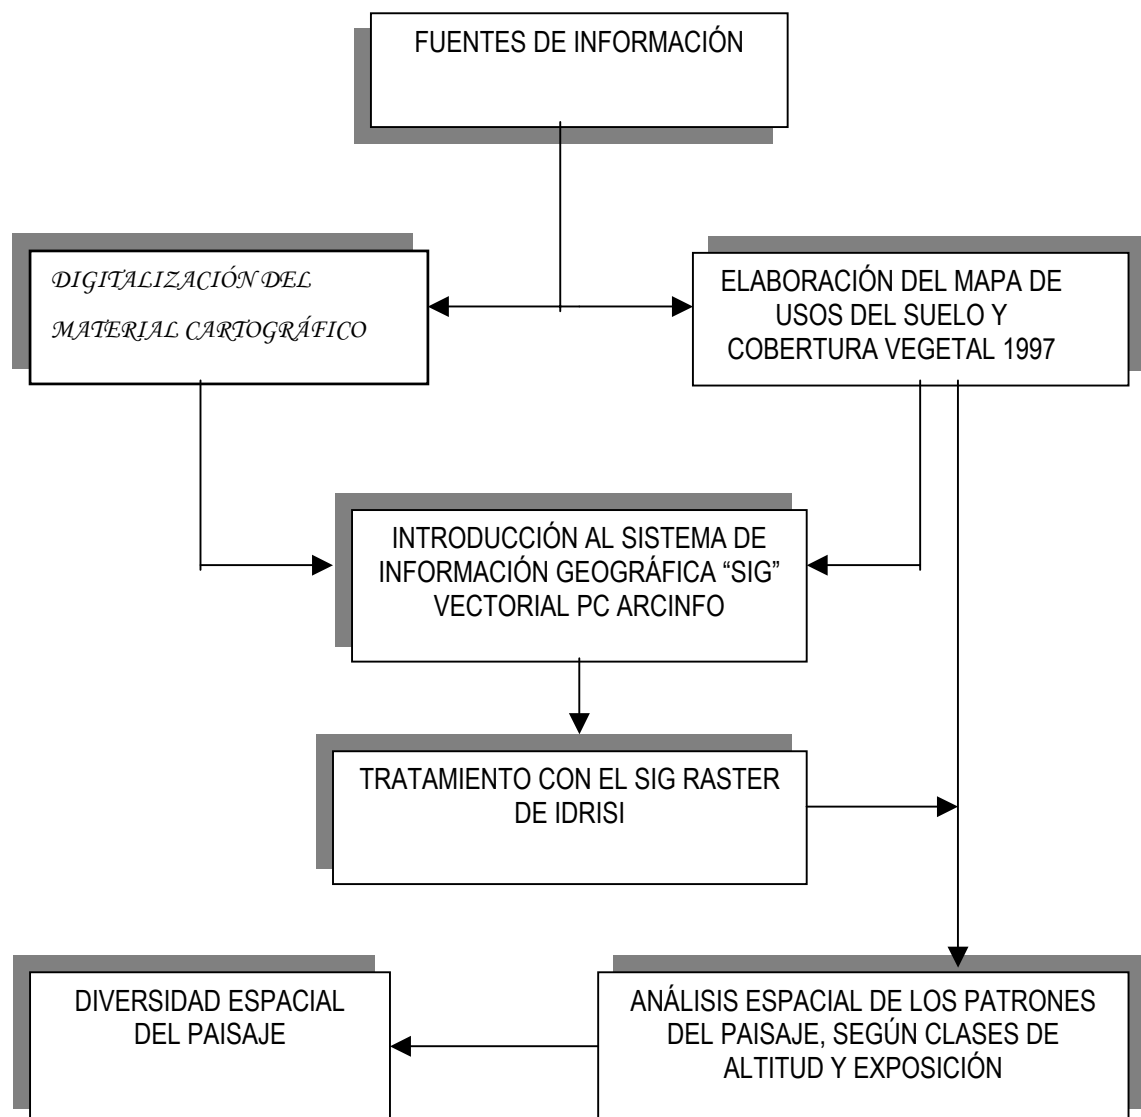 FUENTES DE INFORMACIÓN
DIGITALIZACIÓN DEL
MATERIAL CARTOGRÁFICO
ELABORACIÓN DEL MAPA DE
USOS DEL SUELO Y
COBERTURA VEGETAL 1997
INTRODUCCIÓN AL SISTEMA DE
INFORMACIÓN GEOGRÁFICA “SIG”
VECTORIAL PC ARCINFO
TRATAMIENTO CON EL SIG RASTER
DE IDRISI
DIVERSIDAD ESPACIAL
DEL PAISAJE
ANÁLISIS ESPACIAL DE LOS PATRONES
DEL PAISAJE, SEGÚN CLASES DE
ALTITUD Y EXPOSICIÓN